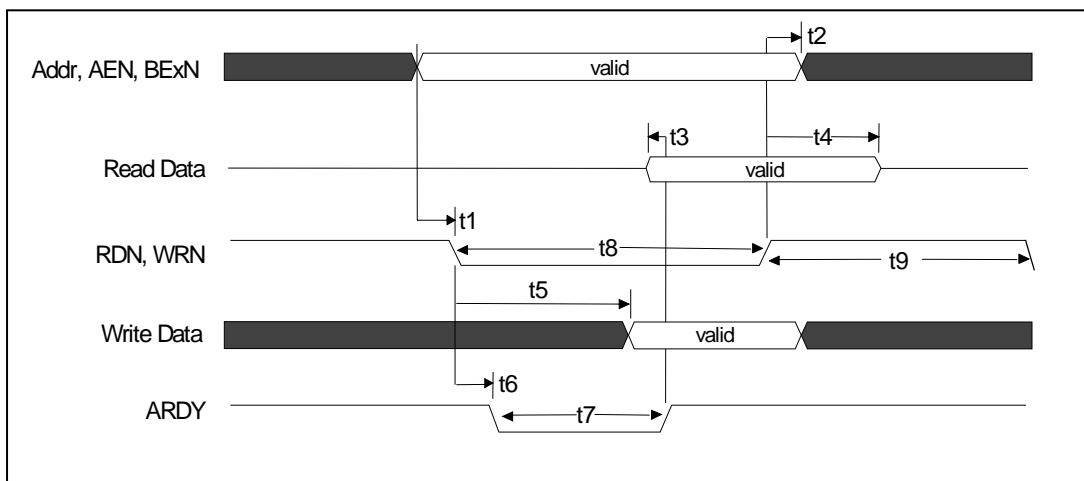 t2
Addr, AEN, BExN valid
t3 t4
Read Data valid
t1
RDN, WRN t8 t9
t5
Write Data valid
t6
ARDY t7